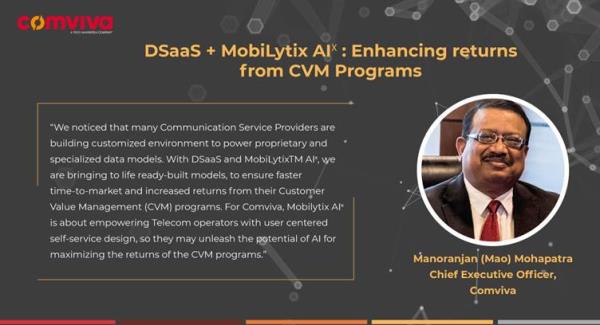 comviva
A TECH MAHINDRA COMPANY
DSaaS + MobiLytix AIˣ : Enhancing returns
from CVM Programs
“We noticed that many Communication Service Providers are
building customized environment to power proprietary and
specialized data models. With DSaaS and MobiLytixTM AIˣ, we
are bringing to life ready-built models, to ensure faster
time-to-market and increased returns from their Customer
Value Management (CVM) programs. For Comviva, Mobilytix AIˣ
is about empowering Telecom operators with user centered
self-service design, so they may unleash the potential of AI for
maximizing the returns of the CVM programs.”
Manoranjan (Mao) Mohapatra
Chief Executive Officer,
Comviva